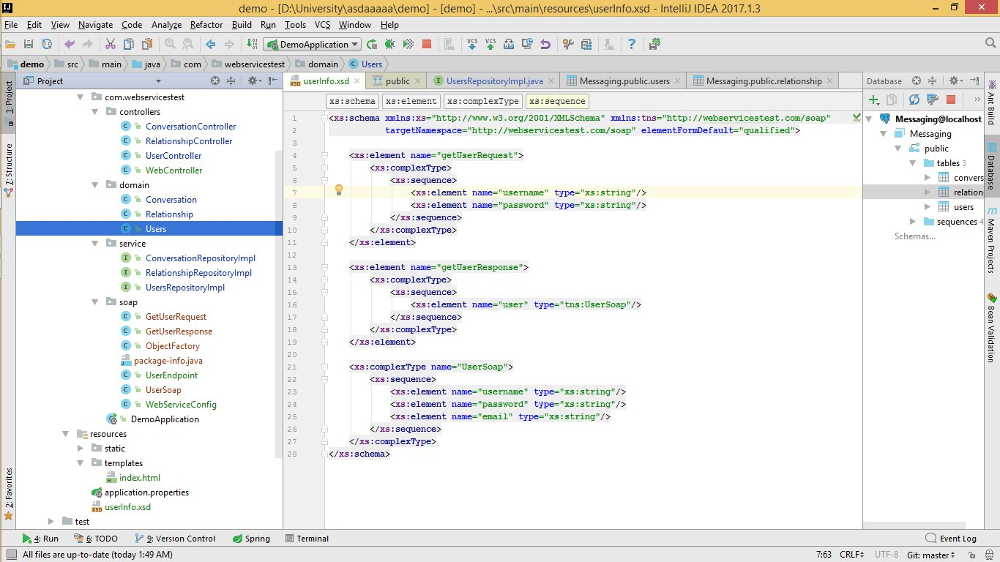 demo - [D:\University\asdaaaaa\demo] - [demo] - ...\src\main\resources\userInfo.xsd - IntelliJ IDEA 2017.1.3
File Edit View Navigate Code Analyze Refactor Build Run Tools VCS Window Help
DemoApplication VCS VCS
demo src main java com webservicestest domain Users
Project
userInfo.xsd public UsersRepositoryImpl.java Messaging.public.users Messaging.public.relationship
Database
xs:schema xs:element xs:complexType xs:sequence
1: Project
7: Structure
2: Favorites
com.webservicestest
controllers
ConversationController
RelationshipController
UserController
WebController
domain
Conversation
Relationship
Users
service
ConversationRepositoryImpl
RelationshipRepositoryImpl
UsersRepositoryImpl
soap
GetUserRequest
GetUserResponse
ObjectFactory
package-info.java
UserEndpoint
UserSoap
WebServiceConfig
DemoApplication
resources
static
templates
index.html
application.properties
userInfo.xsd
test
1 <xs:schema xmlns:xs="http://www.w3.org/2001/XMLSchema" xmlns:tns="http://webservicestest.com/soap"
2 targetNamespace="http://webservicestest.com/soap" elementFormDefault="qualified">
3
4 <xs:element name="getUserRequest">
5 <xs:complexType>
6 <xs:sequence>
7 <xs:element name="username" type="xs:string"/>
8 <xs:element name="password" type="xs:string"/>
9 </xs:sequence>
10 </xs:complexType>
11 </xs:element>
12
13 <xs:element name="getUserResponse">
14 <xs:complexType>
15 <xs:sequence>
16 <xs:element name="user" type="tns:UserSoap"/>
17 </xs:sequence>
18 </xs:complexType>
19 </xs:element>
20
21 <xs:complexType name="UserSoap">
22 <xs:sequence>
23 <xs:element name="username" type="xs:string"/>
24 <xs:element name="password" type="xs:string"/>
25 <xs:element name="email" type="xs:string"/>
26 </xs:sequence>
27 </xs:complexType>
28 </xs:schema>
Messaging@localhost
Messaging
public
tables 3
convers
relation
users
sequences 4
Schemas...
Ant Build
Database
Maven Projects
Bean Validation
4: Run 6: TODO 9: Version Control Spring Terminal Event Log
All files are up-to-date (today 1:49 AM) 7:63 CRLF UTF-8 Git: master